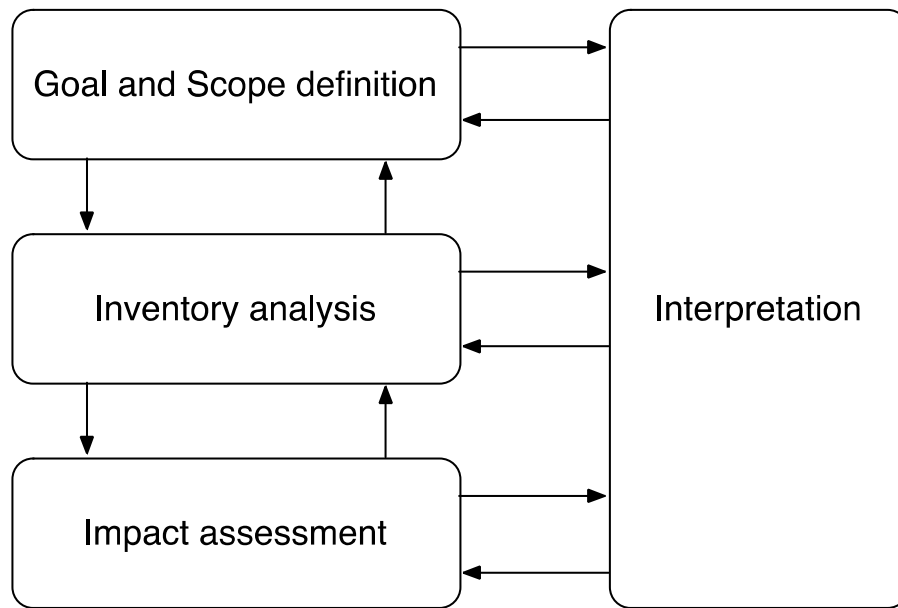 Goal and Scope definition
Inventory analysis
Interpretation
Impact assessment